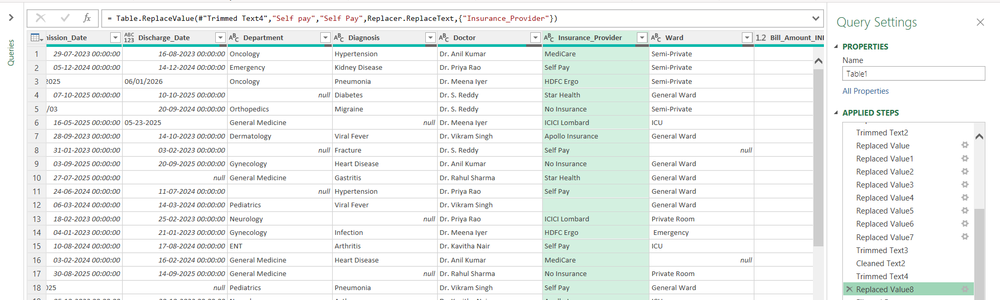 Queries
fx = Table.ReplaceValue(#"Trimmed Text4","Self pay","Self Pay",Replacer.ReplaceText,{"Insurance_Provider"})
nission_Date ABC 123 Discharge_Date ABC Department ABC Diagnosis ABC Doctor ABC Insurance_Provider ABC Ward 1.2 Bill_Amount_INI
1 29-07-2023 00:00:00 16-08-2023 00:00:00 Oncology Hypertension Dr. Anil Kumar MediCare Semi-Private
2 05-12-2024 00:00:00 14-12-2024 00:00:00 Emergency Kidney Disease Dr. Priya Rao Self Pay Semi-Private
3 2025 06/01/2026 Oncology Pneumonia Dr. Meena Iyer HDFC Ergo Semi-Private
4 07-10-2025 00:00:00 10-10-2025 00:00:00 null Diabetes Dr. S. Reddy Star Health General Ward
5 /03 20-09-2024 00:00:00 Orthopedics Migraine Dr. S. Reddy No Insurance Semi-Private
6 16-05-2025 00:00:00 05-23-2025 General Medicine null Dr. Meena Iyer ICICI Lombard ICU
7 28-09-2023 00:00:00 14-10-2023 00:00:00 Dermatology Viral Fever Dr. Vikram Singh Apollo Insurance General Ward
8 31-01-2023 00:00:00 03-02-2023 00:00:00 null Fracture Dr. S. Reddy Self Pay null
9 03-09-2025 00:00:00 20-09-2025 00:00:00 Gynecology Heart Disease Dr. Anil Kumar No Insurance General Ward
10 27-07-2025 00:00:00 null General Medicine Gastritis Dr. Rahul Sharma Star Health General Ward
11 24-06-2024 00:00:00 11-07-2024 00:00:00 null Hypertension Dr. Priya Rao Self Pay General Ward
12 06-03-2024 00:00:00 14-03-2024 00:00:00 Pediatrics Viral Fever Dr. Vikram Singh General Ward
13 18-02-2023 00:00:00 25-02-2023 00:00:00 Neurology null Dr. Priya Rao ICICI Lombard Private Room
14 04-01-2023 00:00:00 21-01-2023 00:00:00 Gynecology Infection Dr. Meena Iyer HDFC Ergo Emergency
15 10-08-2024 00:00:00 17-08-2024 00:00:00 ENT Arthritis Dr. Kavitha Nair Self Pay ICU
16 03-02-2024 00:00:00 16-02-2024 00:00:00 General Medicine Heart Disease Dr. Anil Kumar MediCare null
17 30-08-2025 00:00:00 14-09-2025 00:00:00 General Medicine null Dr. Rahul Sharma No Insurance Private Room
18 025 null Pediatrics Pneumonia Dr. Vikram Singh Self Pay General Ward
Query Settings
PROPERTIES
Name
Table1
All Properties
APPLIED STEPS
Trimmed Text2
Replaced Value
Replaced Value1
Replaced Value2
Replaced Value3
Replaced Value4
Replaced Value5
Replaced Value6
Replaced Value7
Trimmed Text3
Cleaned Text2
Trimmed Text4
Replaced Value8